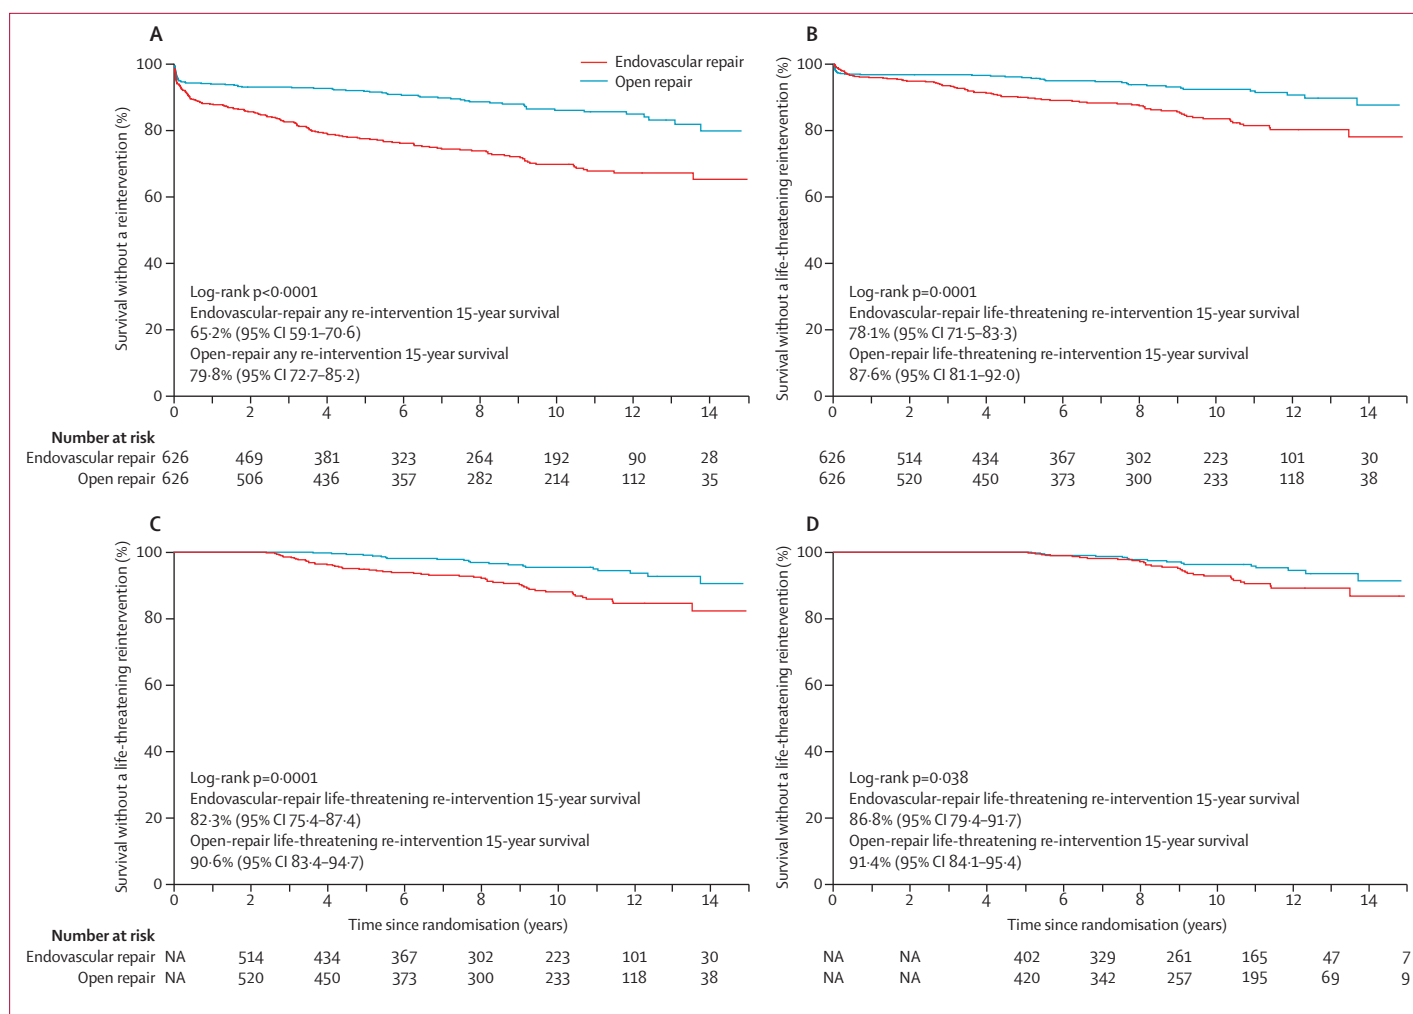 A
Endovascular repair
Open repair
Survival without a reintervention (%)
100
80
60
40
20
0
Log-rank p<0·0001
Endovascular-repair any re-intervention 15-year survival
65·2% (95% CI 59·1–70·6)
Open-repair any re-intervention 15-year survival
79·8% (95% CI 72·7–85·2)
0 2 4 6 8 10 12 14
Number at risk
Endovascular repair 626 469 381 323 264 192 90 28
Open repair 626 506 436 357 282 214 112 35
B
Survival without a life-threatening reintervention (%)
100
80
60
40
20
0
Log-rank p=0·0001
Endovascular-repair life-threatening re-intervention 15-year survival
78·1% (95% CI 71·5–83·3)
Open-repair life-threatening re-intervention 15-year survival
87·6% (95% CI 81·1–92·0)
0 2 4 6 8 10 12 14
626 514 434 367 302 223 101 30
626 520 450 373 300 233 118 38
C
Survival without a life-threatening reintervention (%)
100
80
60
40
20
0
Log-rank p=0·0001
Endovascular-repair life-threatening re-intervention 15-year survival
82·3% (95% CI 75·4–87·4)
Open-repair life-threatening re-intervention 15-year survival
90·6% (95% CI 83·4–94·7)
0 2 4 6 8 10 12 14
Time since randomisation (years)
Number at risk
Endovascular repair NA 514 434 367 302 223 101 30
Open repair NA 520 450 373 300 233 118 38
D
Survival without a life-threatening reintervention (%)
100
80
60
40
20
0
Log-rank p=0·038
Endovascular-repair life-threatening re-intervention 15-year survival
86·8% (95% CI 79·4–91·7)
Open-repair life-threatening re-intervention 15-year survival
91·4% (95% CI 84·1–95·4)
0 2 4 6 8 10 12 14
Time since randomisation (years)
NA NA 402 329 261 165 47 7
NA NA 420 342 257 195 69 9